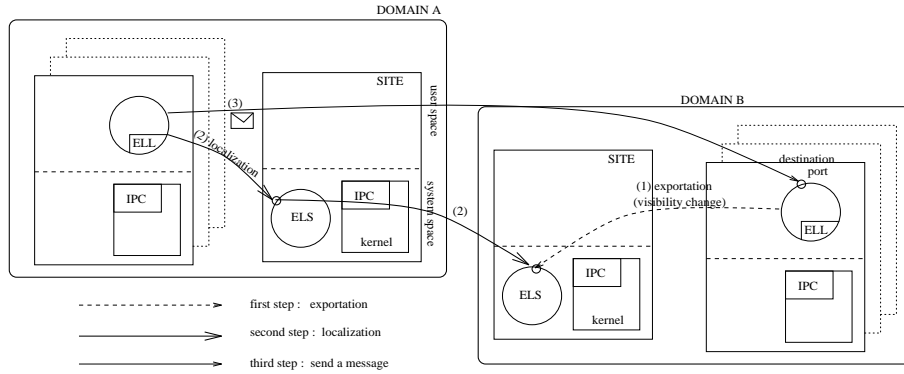 DOMAIN A
SITE
user space
(3)
ELL
(2) localization
IPC
ELS
IPC
kernel
system space
(2)
DOMAIN B
SITE
destination
port
(1) exportation
(visibility change)
ELL
ELS
IPC
kernel
IPC
first step : exportation
second step : localization
third step : send a message